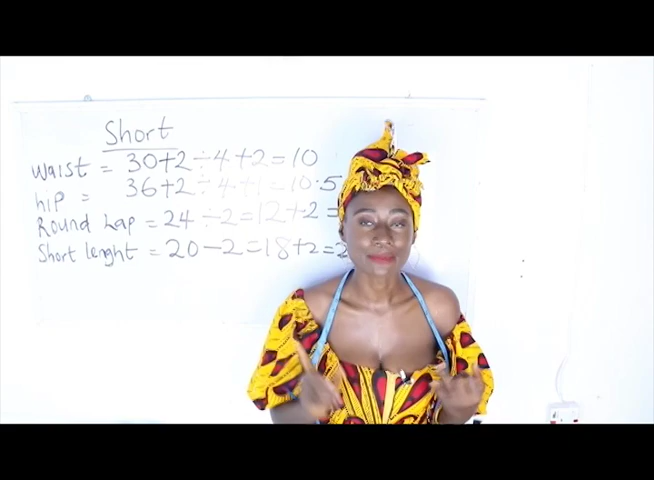 Short
waist = 30+2÷4+2=10
hip = 36+2÷4+1=10.5
Round Lap = 24÷2=12+2=
Short lenght = 20-2=18+2=2